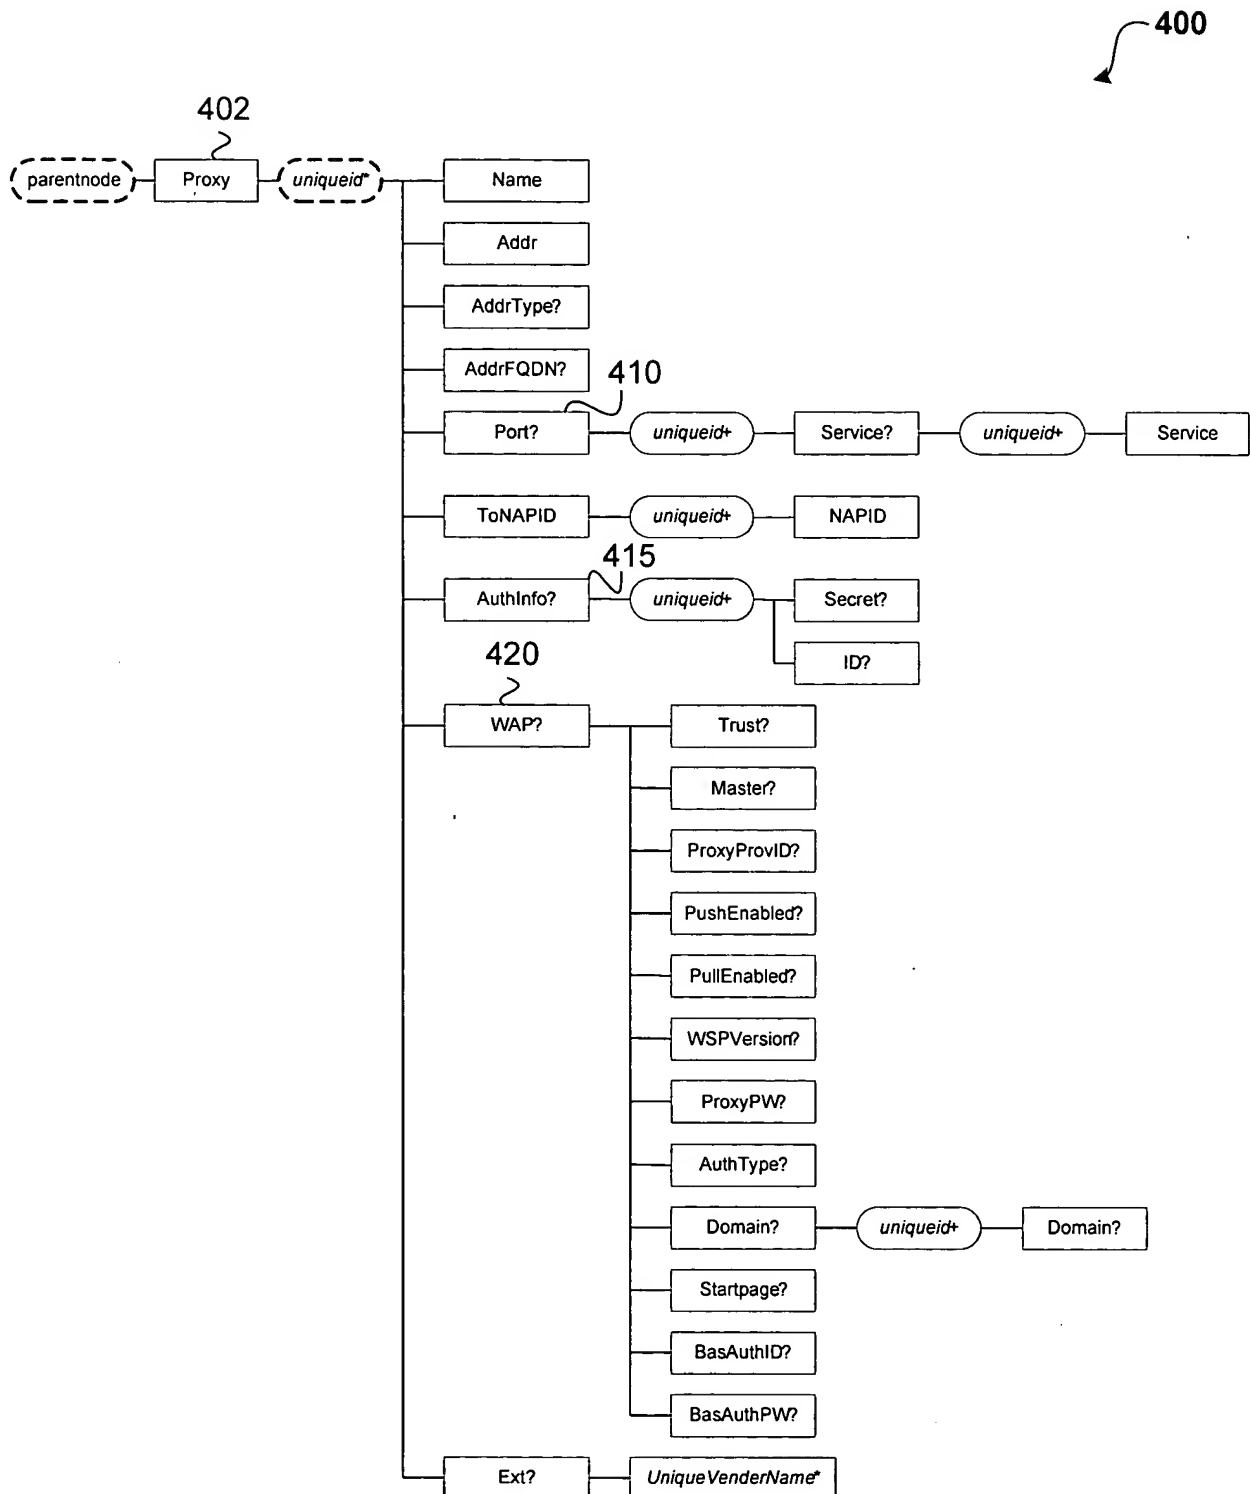 400
402
parentnode Proxy uniqueid* Name
Addr
AddrType?
AddrFQDN?
410
Port? uniqueid+ Service? uniqueid+ Service
ToNAPID uniqueid+ NAPID
415
AuthInfo? uniqueid+ Secret?
ID?
420
WAP? Trust?
Master?
ProxyProvID?
PushEnabled?
PullEnabled?
WSPVersion?
ProxyPW?
AuthType?
Domain? uniqueid+ Domain?
Startpage?
BasAuthID?
BasAuthPW?
Ext? UniqueVenderName*